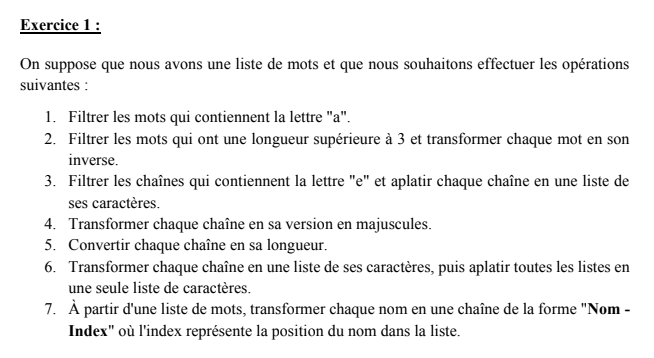 Exercice 1 :
On suppose que nous avons une liste de mots et que nous souhaitons effectuer les opérations
suivantes :
1. Filtrer les mots qui contiennent la lettre "a".
2. Filtrer les mots qui ont une longueur supérieure à 3 et transformer chaque mot en son
inverse.
3. Filtrer les chaînes qui contiennent la lettre "e" et aplatir chaque chaîne en une liste de
ses caractères.
4. Transformer chaque chaîne en sa version en majuscules.
5. Convertir chaque chaîne en sa longueur.
6. Transformer chaque chaîne en une liste de ses caractères, puis aplatir toutes les listes en
une seule liste de caractères.
7. À partir d'une liste de mots, transformer chaque nom en une chaîne de la forme "Nom -
Index" où l'index représente la position du nom dans la liste.